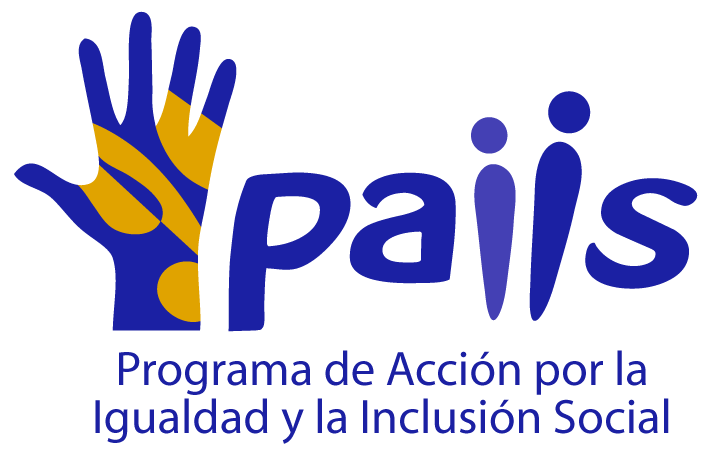 paiis
Programa de Acción por la
Igualdad y la Inclusión Social